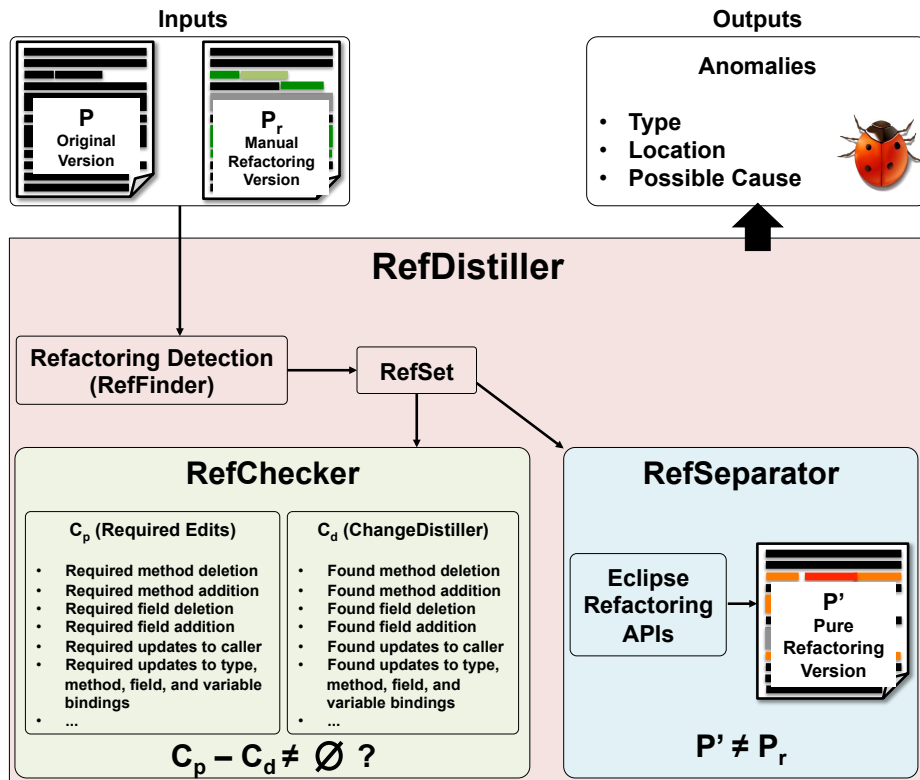 Inputs
Outputs
P
Original
Version
Pr
Manual
Refactoring
Version
Anomalies
• Type
• Location
• Possible Cause
RefDistiller
Refactoring Detection
(RefFinder)
RefSet
RefChecker
Cp (Required Edits)
• Required method deletion
• Required method addition
• Required field deletion
• Required field addition
• Required updates to caller
• Required updates to type,
method, field, and variable
bindings
• ...
Cd (ChangeDistiller)
• Found method deletion
• Found method addition
• Found field deletion
• Found field addition
• Found updates to caller
• Found updates to type,
method, field, and
variable bindings
• ...
Cp – Cd ≠ ∅ ?
RefSeparator
Eclipse
Refactoring
APIs
P’
Pure
Refactoring
Version
P’ ≠ Pr